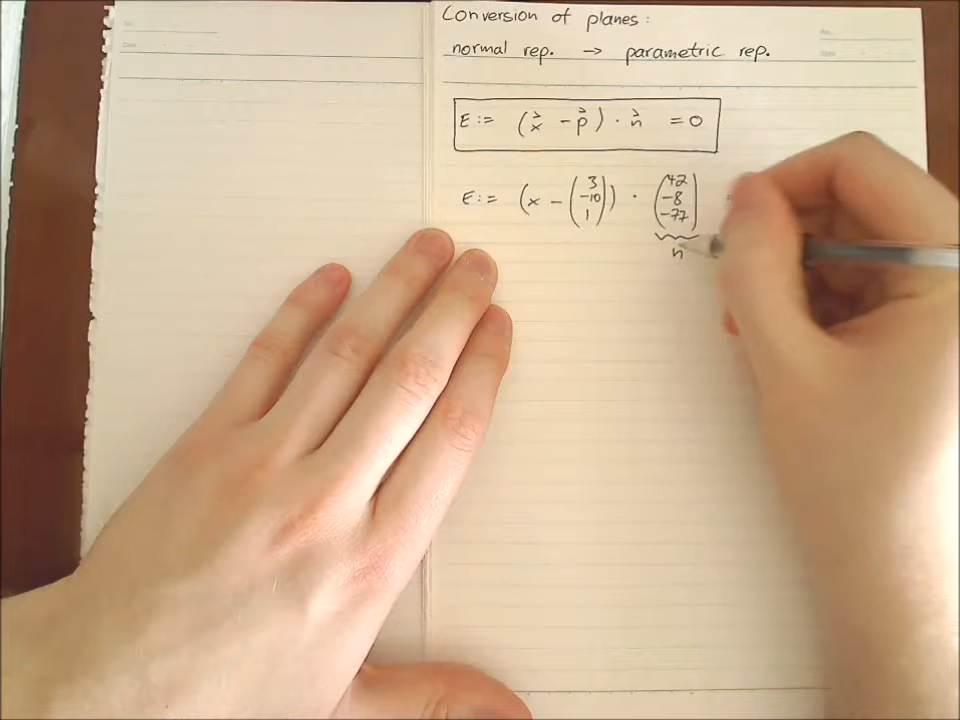 Conversion of planes:
normal rep. → parametric rep.
E:= (x⃗ - p⃗) · n⃗ = 0
E:= (x - (3 -10 1)) · (42 -8 -77)
n